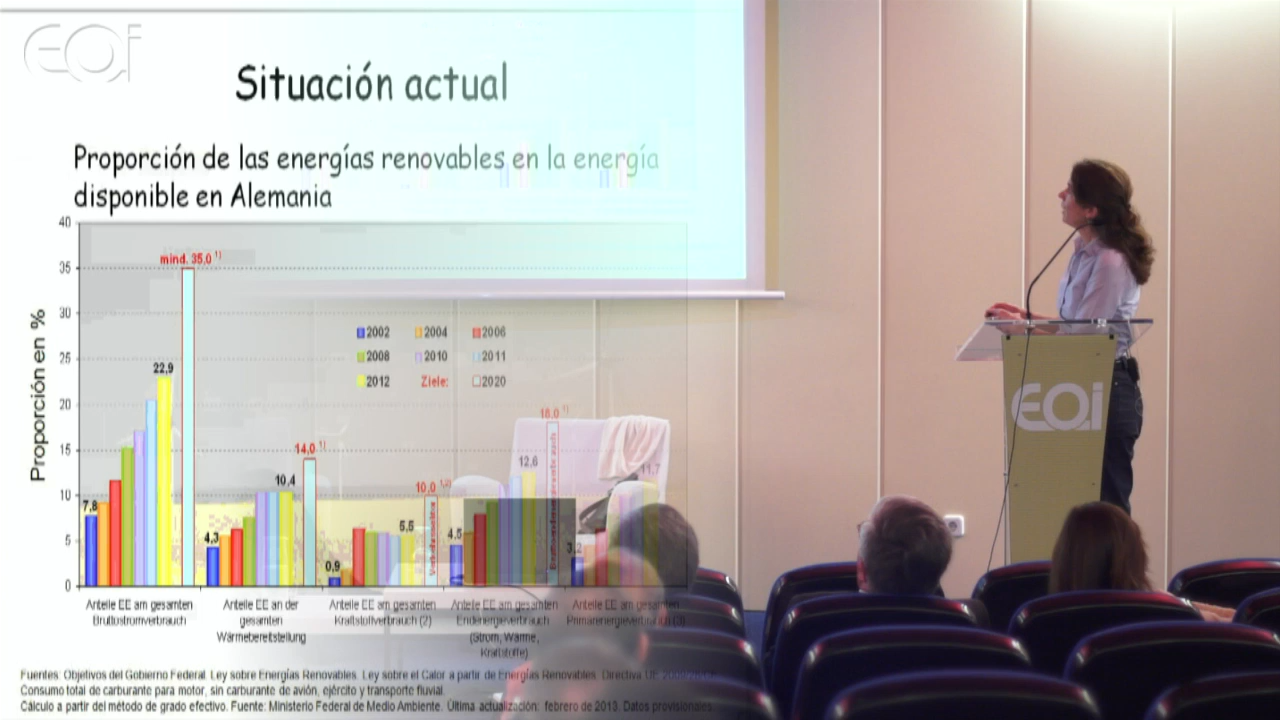 EOi
Situación actual
Proporción de las energías renovables en la energía
disponible en Alemania
Proporción en %
40
35
30
25
20
15
10
5
0
mind. 35,0 1)
22,9
7,8
14,0 1)
10,4
4,3
10,0 1,2)
5,5
0,9
18,0 1)
12,6
4,5
11,7
3,2
2002 2004 2006
2008 2010 2011
2012 Ziele: 2020
Anteile EE am gesamten
Bruttostromverbrauch
Anteile EE an der
gesamten
Wärmebereitstellung
Anteile EE am gesamten
Kraftstoffverbrauch (2)
Anteile EE am gesamten
Endenergieverbrauch
(Strom, Wärme,
Kraftstoffe)
Anteile EE am gesamten
Primärenergieverbrauch (3)
Fuentes: Objetivos del Gobierno Federal. Ley sobre Energías Renovables. Ley sobre el Calor a partir de Energías Renovables. Directiva UE
Consumo total de carburante para motor, sin carburante de avión, ejército y transporte fluvial.
Cálculo a partir del método de grado efectivo. Fuente: Ministerio Federal de Medio Ambiente. Última actualización: febrero de 2013. Datos provisionales
EOi